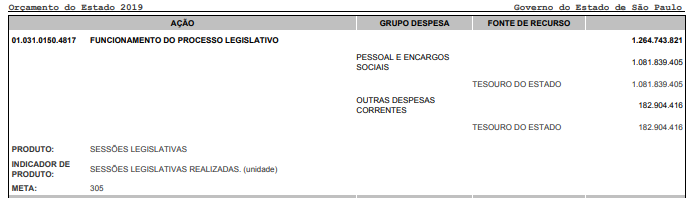 Orçamento do Estado 2019 Governo do Estado de São Paulo
AÇÃO GRUPO DESPESA FONTE DE RECURSO
01.031.0150.4817 FUNCIONAMENTO DO PROCESSO LEGISLATIVO 1.264.743.821
PESSOAL E ENCARGOS
SOCIAIS 1.081.839.405
TESOURO DO ESTADO 1.081.839.405
OUTRAS DESPESAS
CORRENTES 182.904.416
TESOURO DO ESTADO 182.904.416
PRODUTO: SESSÕES LEGISLATIVAS
INDICADOR DE
PRODUTO: SESSÕES LEGISLATIVAS REALIZADAS. (unidade)
META: 305